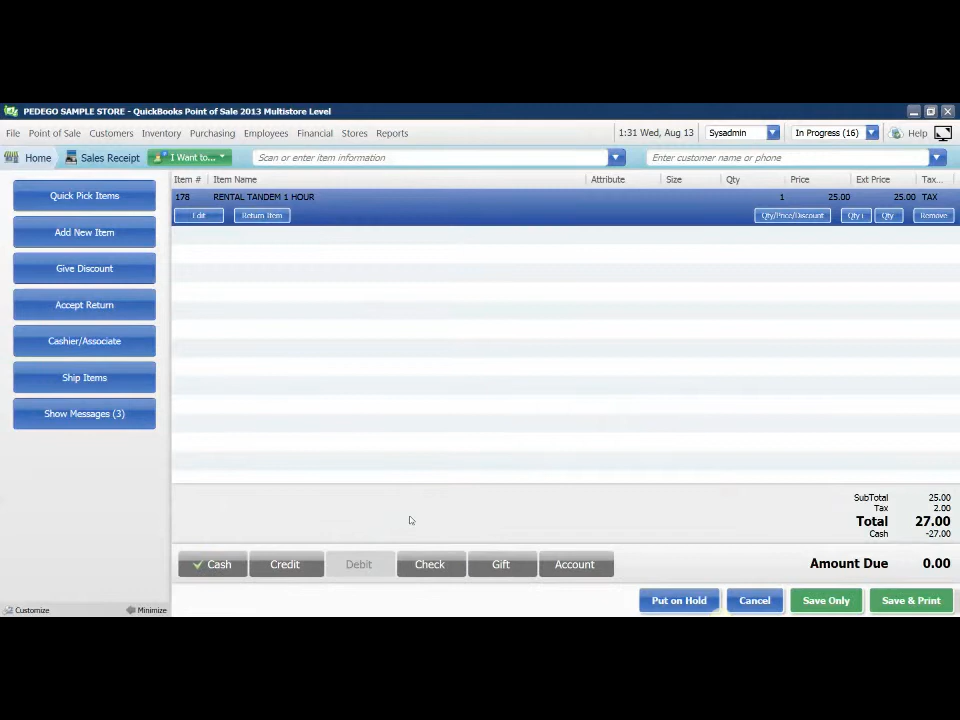 PEDEGO SAMPLE STORE - QuickBooks Point of Sale 2013 Multistore Level
File Point of Sale Customers Inventory Purchasing Employees Financial Stores Reports 1:31 Wed, Aug 13 Sysadmin In Progress (16) Help
Home Sales Receipt I Want to... Scan or enter item information Enter customer name or phone
Item # Item Name Attribute Size Qty Price Ext Price Tax...
178 RENTAL TANDEM 1 HOUR 1 25.00 25.00 TAX
Edit Return Item Qty/Price/Discount Qty Qty Remove
Quick Pick Items
Add New Item
Give Discount
Accept Return
Cashier/Associate
Ship Items
Show Messages (3)
SubTotal 25.00
Tax 2.00
Total 27.00
Cash -27.00
Cash Credit Debit Check Gift Account Amount Due 0.00
Put on Hold Cancel Save Only Save & Print
Customize Minimize